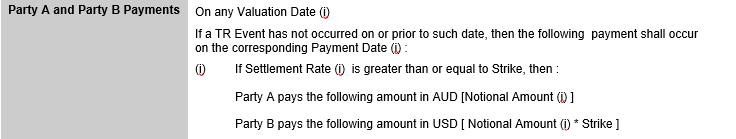 Party A and Party B Payments
On any Valuation Date (i)
If a TR Event has not occurred on or prior to such date, then the following payment shall occur
on the corresponding Payment Date (i) :
(i) If Settlement Rate (i) is greater than or equal to Strike, then :
Party A pays the following amount in AUD [Notional Amount (i) ]
Party B pays the following amount in USD [ Notional Amount (i) * Strike ]